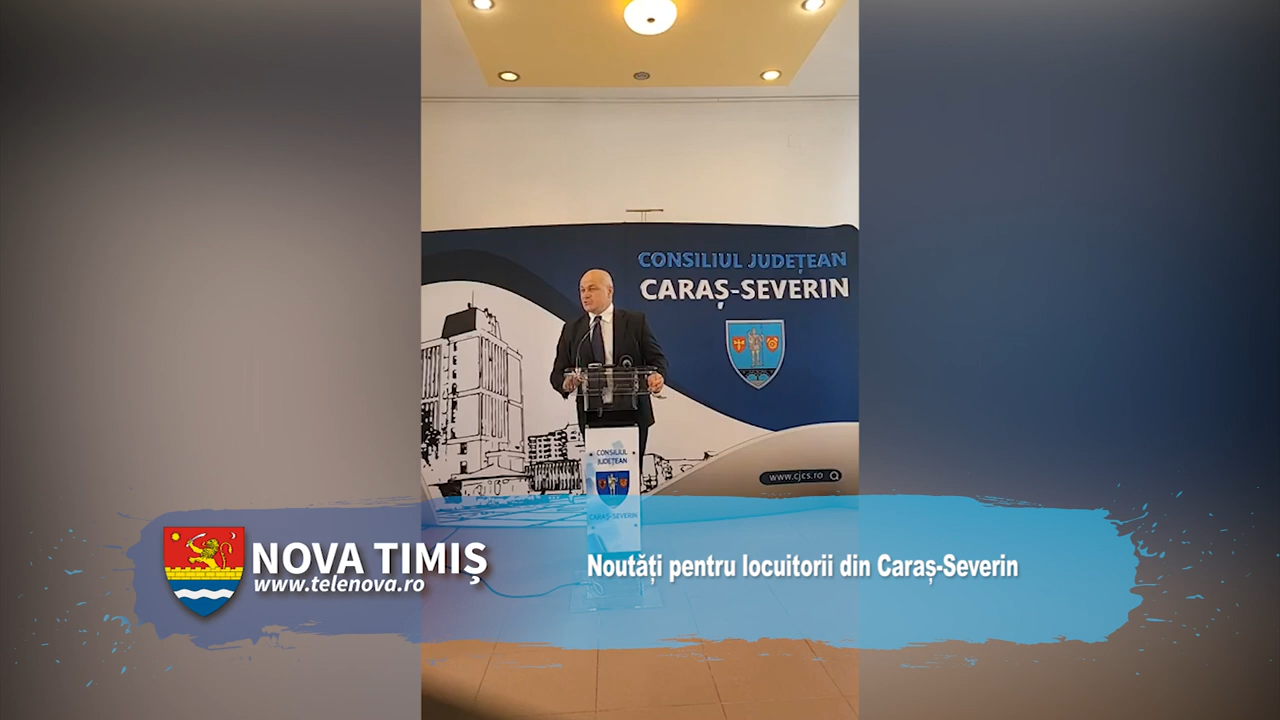 CONSILIUL JUDEȚEAN
CARAȘ-SEVERIN
www.cjcs.ro
CONSILIUL
JUDEȚEAN
CARAȘ-SEVERIN
NOVA TIMIȘ
www.telenova.ro
Noutăți pentru locuitorii din Caraș-Severin